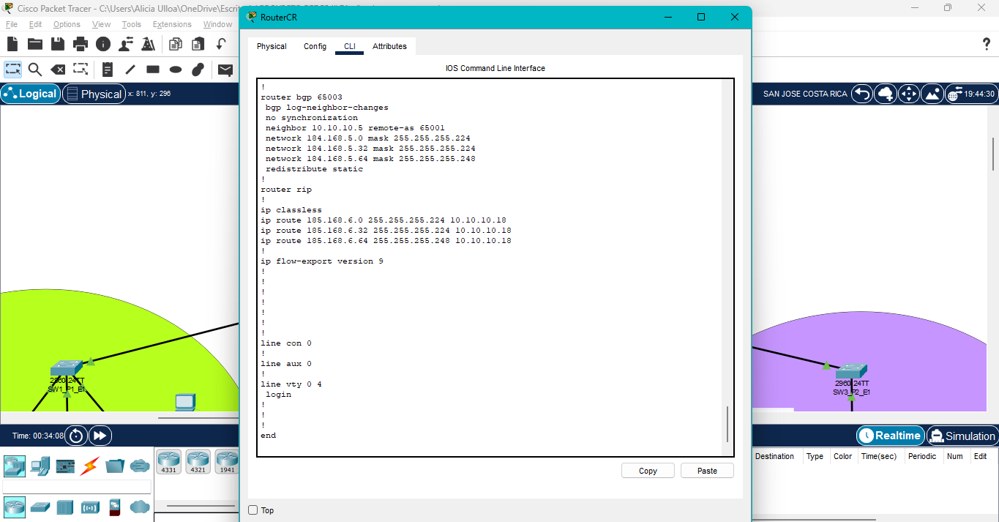 Cisco Packet Tracer - C:\Users\Alicia Ulloa\OneDrive\Escrit
RouterCR
File Edit Options View Tools Extensions Window
Physical Config CLI Attributes
IOS Command Line Interface
Logical Physical x: 811, y: 296
SAN JOSE COSTA RICA 19:44:30
!
router bgp 65003
bgp log-neighbor-changes
no synchronization
neighbor 10.10.10.5 remote-as 65001
network 184.168.5.0 mask 255.255.255.224
network 184.168.5.32 mask 255.255.255.224
network 184.168.5.64 mask 255.255.255.248
redistribute static
!
router rip
!
ip classless
ip route 185.168.6.0 255.255.255.224 10.10.10.18
ip route 185.168.6.32 255.255.255.224 10.10.10.18
ip route 185.168.6.64 255.255.255.248 10.10.10.18
!
ip flow-export version 9
!
!
!
!
!
!
!
line con 0
!
line aux 0
!
line vty 0 4
login
!
!
!
end
2960-24TT
SW1_P1_E1
2960-24TT
SW3_P2_E1
Copy Paste
Top
Time: 00:34:08
Realtime Simulation
4331 4321 1941
Destination Type Color Time(sec) Periodic Num Edit